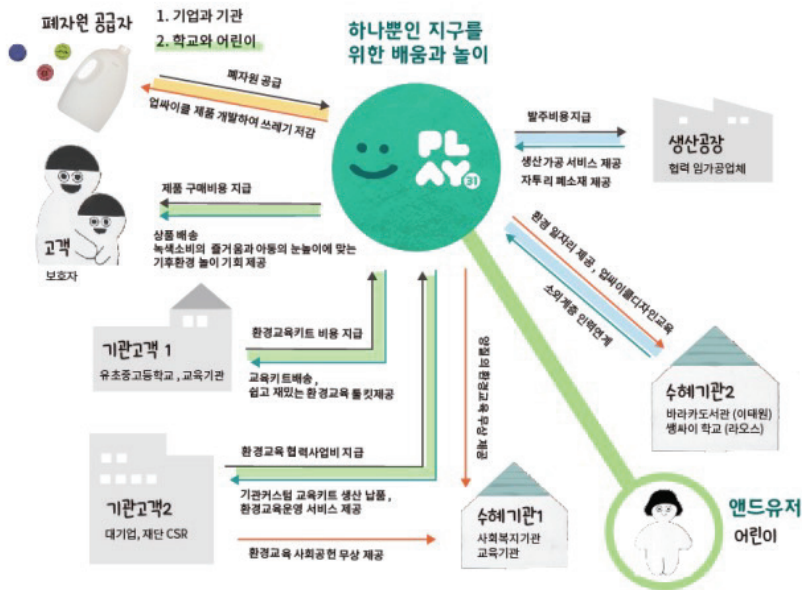 폐자원 공급자
1. 기업과 기관
2. 학교와 어린이
하나뿐인 지구를
위한 배움과 놀이
폐자원 공급
업싸이클 제품 개발하여 쓰레기 저감
PL
AY
31
발주비용지급
생산가공 서비스 제공
자투리 폐소재 제공
생산공장
협력 임가공업체
제품 구매비용 지급
상품 배송
녹색소비의 즐거움과 아동의 눈높이에 맞는
기후환경 놀이 기회 제공
고객
보호자
환경 일자리 제공, 업싸이클디자인교육
소외계층 인력연계
기관고객 1
유초중고등학교, 교육기관
환경교육키트 비용 지급
교육키트배송,
쉽고 재밌는 환경교육 툴킷제공
양질의환경교육무상 제공
수혜기관2
바라카도서관 (이태원)
쌩싸이 학교 (라오스)
기관고객2
대기업, 재단 CSR
환경교육 협력사업비 지급
기관커스텀 교육키트 생산 납품,
환경교육운영 서비스 제공
환경교육 사회공헌 무상 제공
수혜기관1
사회복지기관
교육기관
앤드유저
어린이